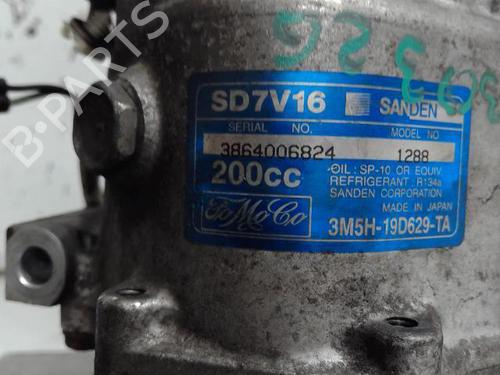 B-PARTS
SD7V16 SANDEN
SERIAL NO. MODEL NO
3864006824 1288
200cc -OIL: SP-10 OR EQUIV.
REFRIGERANT: R134a
SANDEN CORPORATION
MADE IN JAPAN
FoMoCo 3M5H-19D629-TA